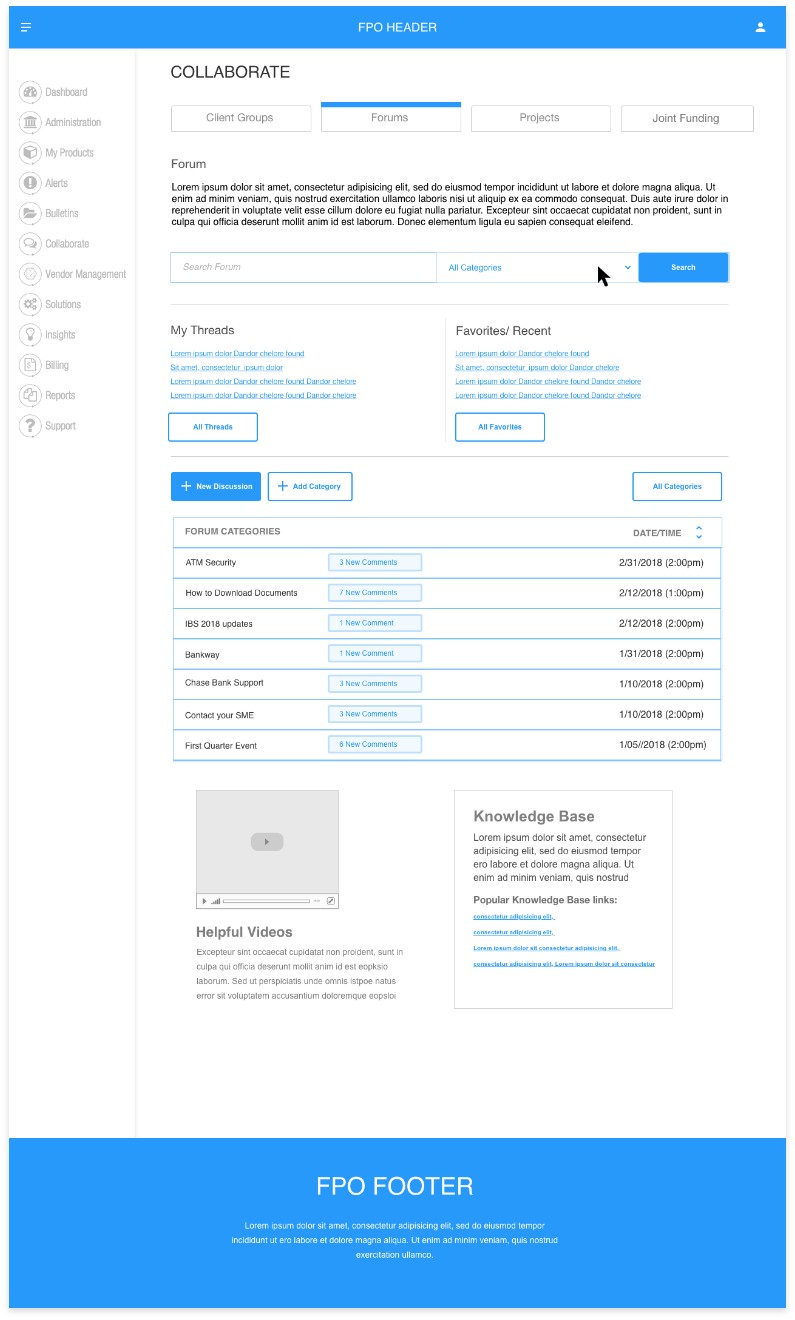 FPO HEADER
Dashboard
Administration
My Products
Alerts
Bulletins
Collaborate
Vendor Management
Solutions
Insights
Billing
Reports
Support
COLLABORATE
Client Groups
Forums
Projects
Joint Funding
Forum
Lorem ipsum dolor sit amet, consectetur adipisicing elit, sed do eiusmod tempor incididunt ut labore et dolore magna aliqua. Ut
enim ad minim veniam, quis nostrud exercitation ullamco laboris nisi ut aliquip ex ea commodo consequat. Duis aute irure dolor in
reprehenderit in voluptate velit esse cillum dolore eu fugiat nulla pariatur. Excepteur sint occaecat cupidatat non proident, sunt in
culpa qui officia deserunt mollit anim id est laborum. Donec elementum ligula eu sapien consequat eleifend.
Search Forum
All Categories
Search
My Threads
Lorem ipsum dolor Dandor chelore found
Sit amet, consectetur ipsum dolor
Lorem ipsum dolor Dandor chelore found Dandor chelore
Lorem ipsum dolor Dandor chelore found Dandor chelore
All Threads
Favorites/ Recent
Lorem ipsum dolor Dandor chelore found
Sit amet, consectetur ipsum dolor Dandor chelore
Lorem ipsum dolor Dandor chelore found Dandor chelore
Lorem ipsum dolor Dandor chelore found Dandor chelore
All Favorites
New Discussion
Add Category
All Categories
FORUM CATEGORIES DATE/TIME
ATM Security 3 New Comments 2/31/2018 (2:00pm)
How to Download Documents 7 New Comments 2/12/2018 (1:00pm)
IBS 2018 updates 1 New Comment 2/12/2018 (2:00pm)
Bankway 1 New Comment 1/31/2018 (2:00pm)
Chase Bank Support 3 New Comments 1/10/2018 (2:00pm)
Contact your SME 3 New Comments 1/10/2018 (2:00pm)
First Quarter Event 6 New Comments 1/05//2018 (2:00pm)
Helpful Videos
Excepteur sint occaecat cupidatat non proident, sunt in
culpa qui officia deserunt mollit anim id est eopksio
laborum. Sed ut perspiciatis unde omnis istpoe natus
error sit voluptatem accusantium doloremque eopsloi
Knowledge Base
Lorem ipsum dolor sit amet, consectetur
adipisicing elit, sed do eiusmod tempor
ero labore et dolore magna aliqua. Ut
enim ad minim veniam, quis nostrud
Popular Knowledge Base links:
consectetur adipisicing elit,
consectetur adipisicing elit,
Lorem ipsum dolor sit consectetur adipisicing elit,
consectetur adipisicing elit, Lorem ipsum dolor sit consectetur
FPO FOOTER
Lorem ipsum dolor sit amet, consectetur adipisicing elit, sed do eiusmod tempor
incididunt ut ero labore et dolore magna aliqua. Ut enim ad minim veniam, quis nostrud
exercitation ullamco.